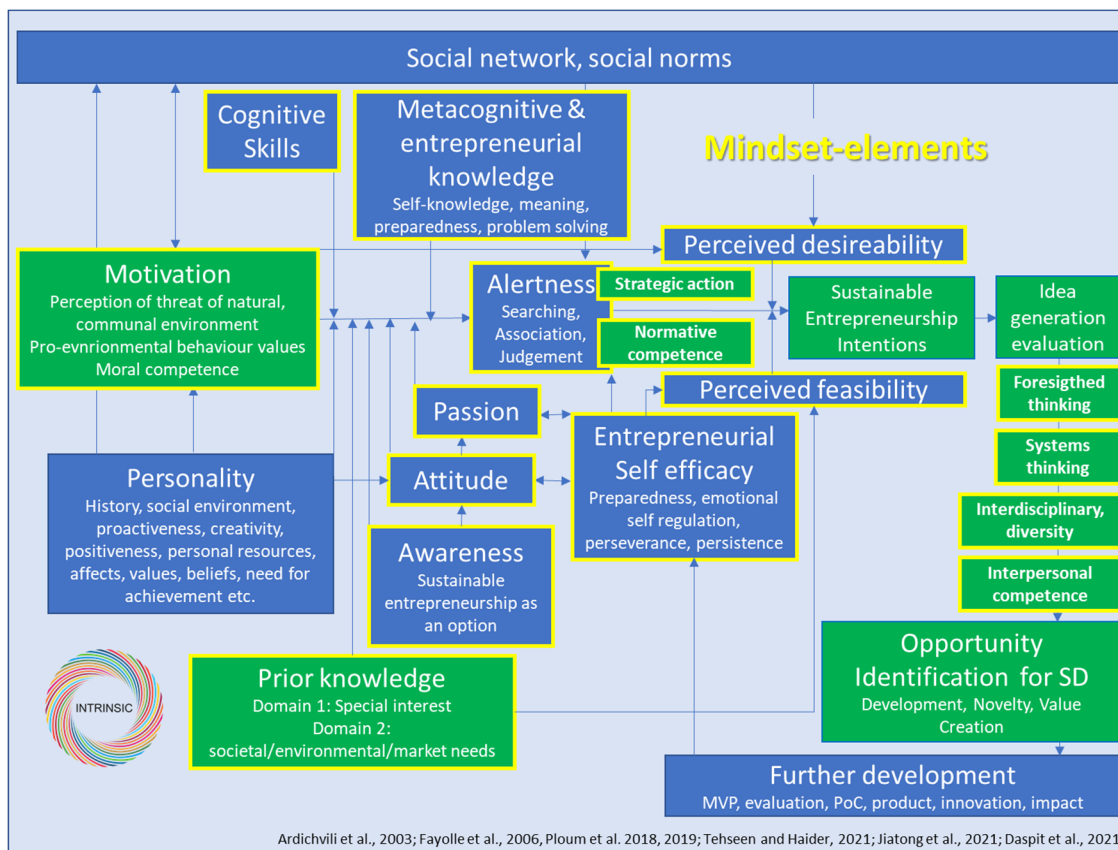 Social network, social norms
Cognitive
Skills
Metacognitive &
entrepreneurial
knowledge
Self-knowledge, meaning,
preparedness, problem solving
Mindset-elements
Perceived desireability
Motivation
Perception of threat of natural,
communal environment
Pro-evnrionmental behaviour values
Moral competence
Alertness
Searching,
Association,
Judgement
Strategic action
Normative
competence
Sustainable
Entrepreneurship
Intentions
Idea
generation
evaluation
Perceived feasibility
Foresigthed
thinking
Systems
thinking
Interdisciplinary,
diversity
Interpersonal
competence
Passion
Attitude
Entrepreneurial
Self efficacy
Preparedness, emotional
self regulation,
perseverance, persistence
Personality
History, social environment,
proactiveness, creativity,
positiveness, personal resources,
affects, values, beliefs, need for
achievement etc.
Awareness
Sustainable
entrepreneurship as
an option
Opportunity
Identification for SD
Development, Novelty, Value
Creation
INTRINSIC
Prior knowledge
Domain 1: Special interest
Domain 2:
societal/environmental/market needs
Further development
MVP, evaluation, PoC, product, innovation, impact
Ardichvili et al., 2003; Fayolle et al., 2006, Ploum et al. 2018, 2019; Tehseen and Haider, 2021; Jiatong et al., 2021; Daspit et al., 2021